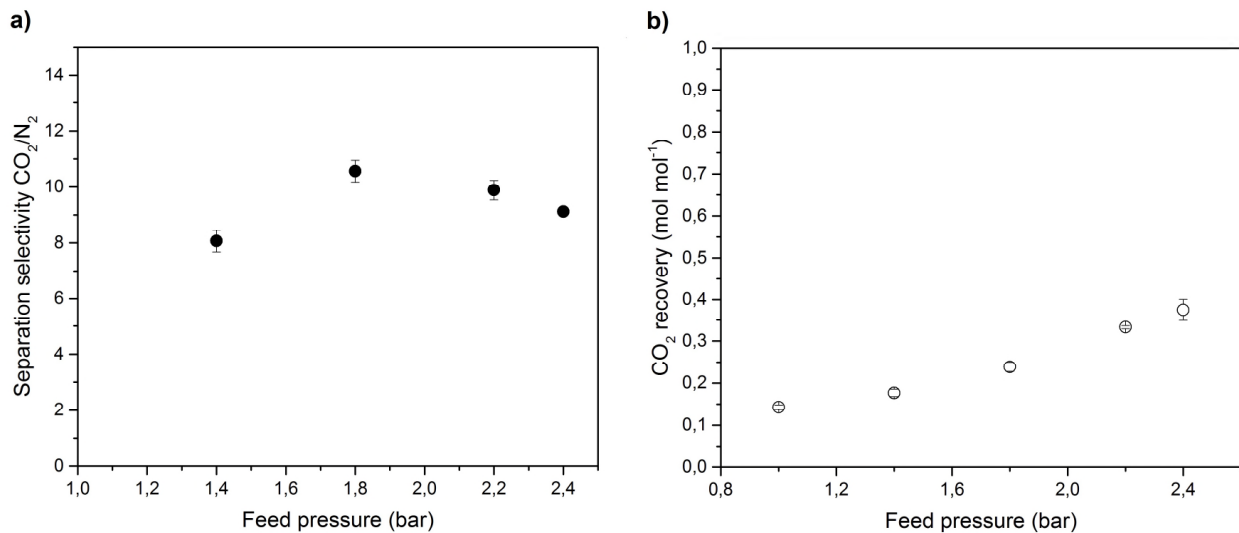 a)
Separation selectivity CO₂/N₂
14
12
10
8
6
4
2
0
1,0 1,2 1,4 1,6 1,8 2,0 2,2 2,4
Feed pressure (bar)
b)
CO₂ recovery (mol mol⁻¹)
1,0
0,9
0,8
0,7
0,6
0,5
0,4
0,3
0,2
0,1
0,0
0,8 1,2 1,6 2,0 2,4
Feed pressure (bar)